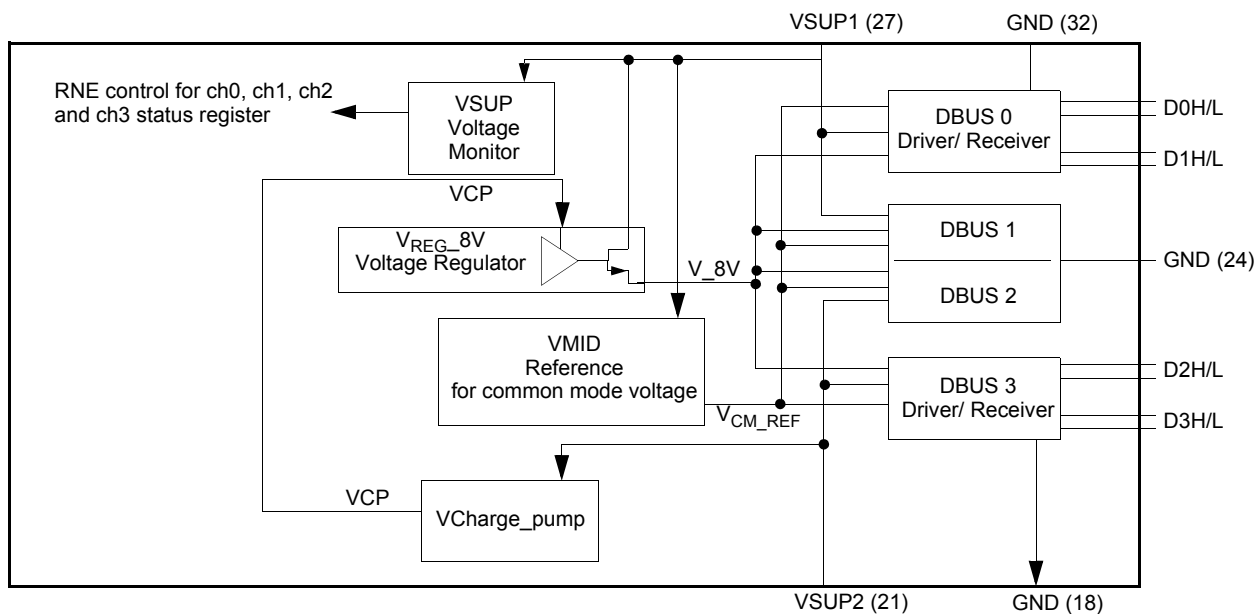 VSUP1 (27)
GND (32)
RNE control for ch0, ch1, ch2
and ch3 status register
VSUP
Voltage
Monitor
DBUS 0
Driver/ Receiver
D0H/L
D1H/L
VCP
VREG_8V
Voltage Regulator
V_8V
DBUS 1
DBUS 2
GND (24)
VMID
Reference
for common mode voltage
VCM_REF
DBUS 3
Driver/ Receiver
D2H/L
D3H/L
VCP
VCharge_pump
VSUP2 (21)
GND (18)